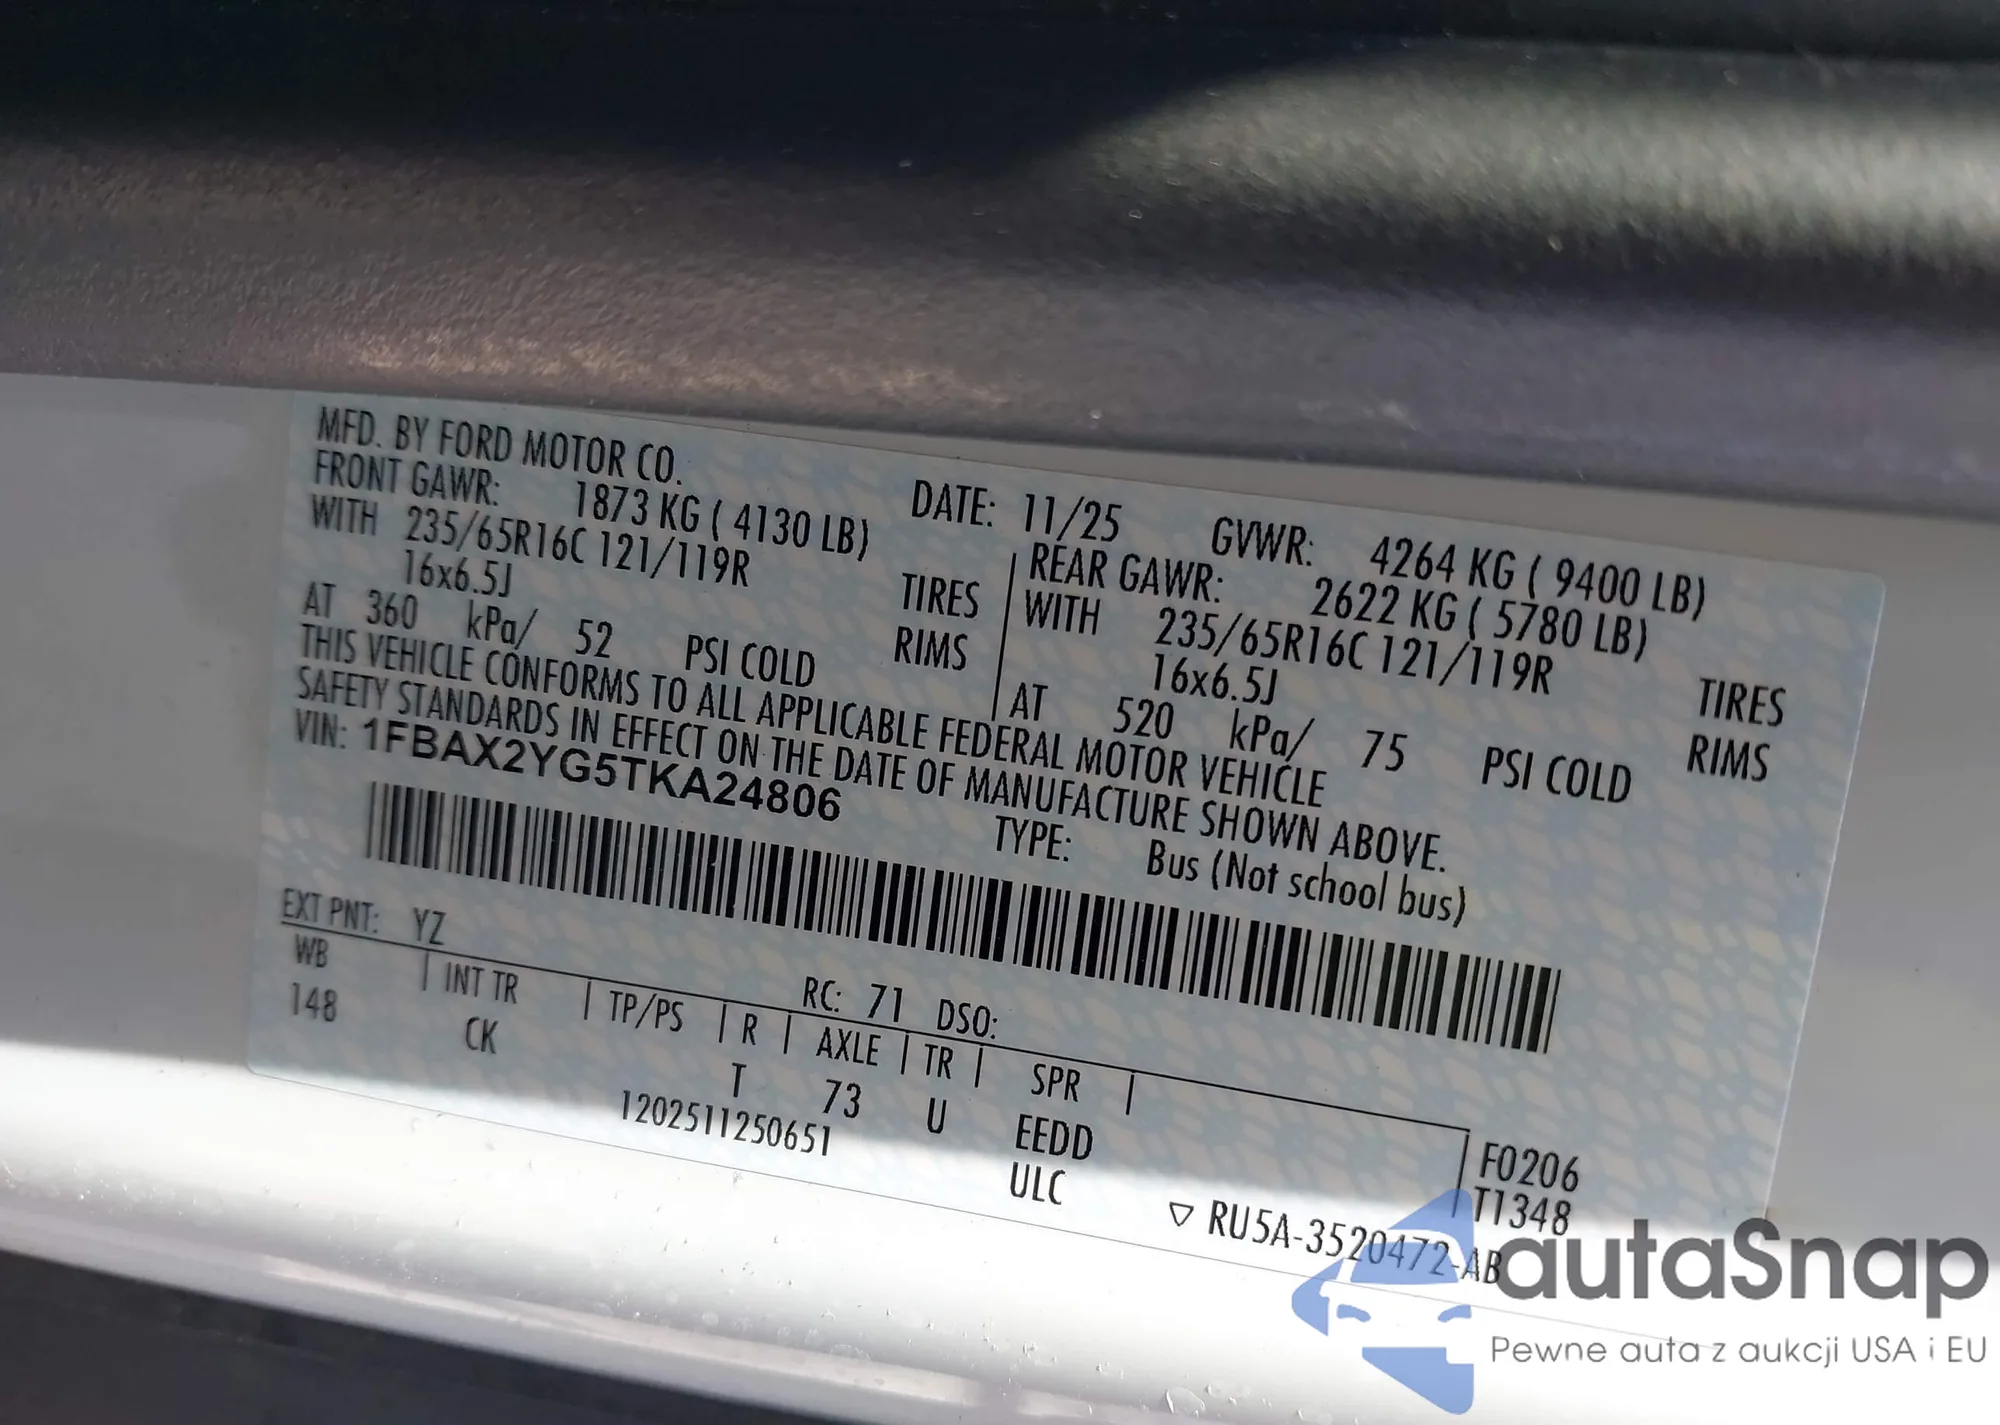 MFD. BY FORD MOTOR CO. DATE: 11/25 GVWR: 4264 KG ( 9400 LB)
FRONT GAWR: 1873 KG ( 4130 LB) REAR GAWR: 2622 KG ( 5780 LB)
WITH 235/65R16C 121/119R TIRES WITH 235/65R16C 121/119R TIRES
16x6.5J RIMS 16x6.5J RIMS
AT 360 kPa/ 52 PSI COLD AT 520 kPa/ 75 PSI COLD
THIS VEHICLE CONFORMS TO ALL APPLICABLE FEDERAL MOTOR VEHICLE
SAFETY STANDARDS IN EFFECT ON THE DATE OF MANUFACTURE SHOWN ABOVE.
VIN: 1FBAX2YG5TKA24806 TYPE: Bus (Not school bus)
EXT PNT: YZ RC: 71 DSO:
WB | INT TR | TP/PS | R | AXLE | TR | SPR |
148 CK T 73 U EEDD
1202511250651 ULC
F0206
T1348
▽ RU5A-3520472-AB
autaSnap
Pewne auta z aukcji USA i EU